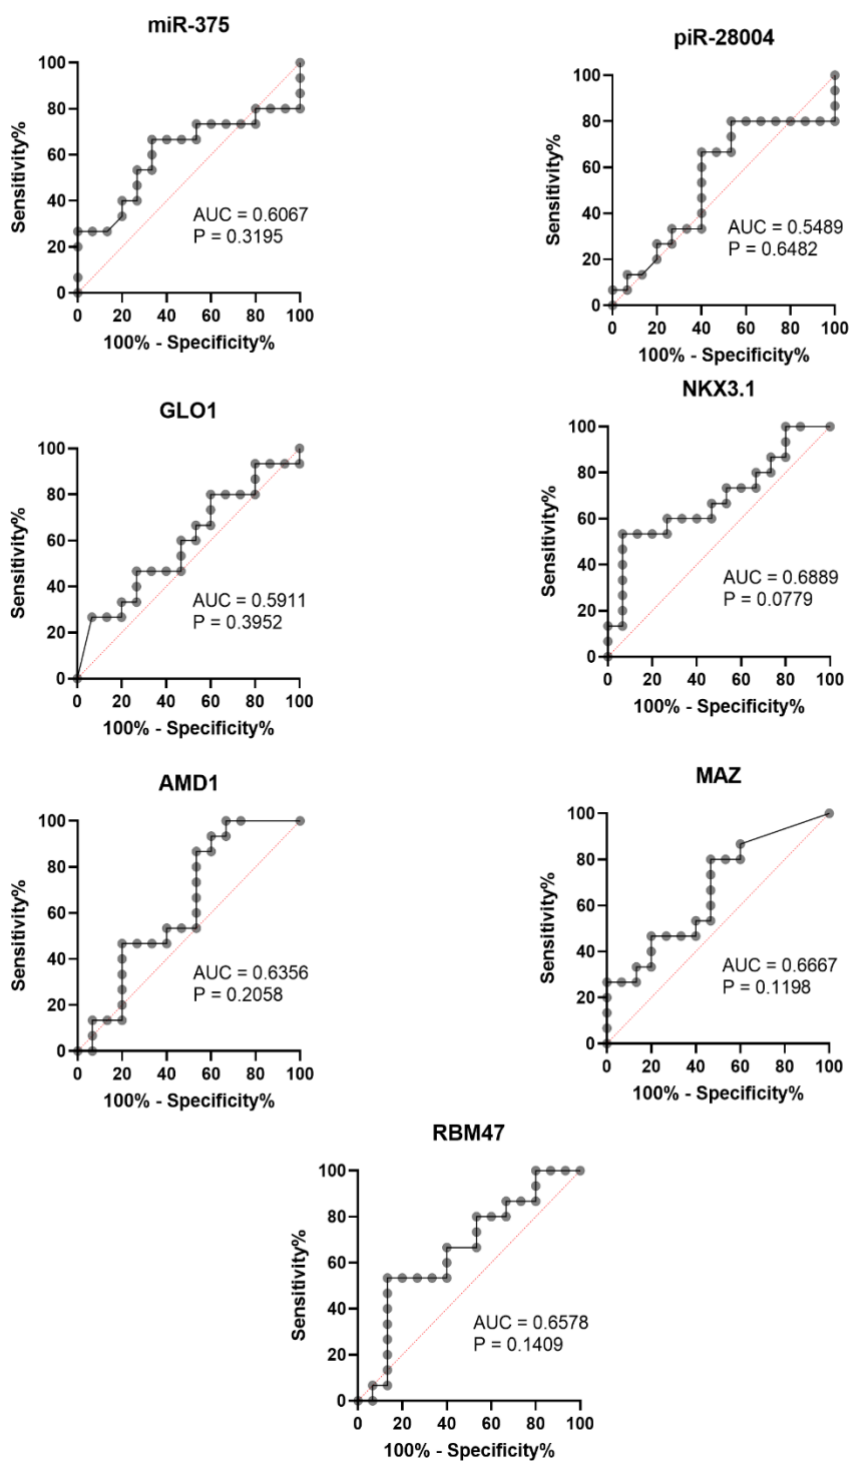 miR-375
100
80
60
40
20
0
Sensitivity%
AUC = 0.6067
P = 0.3195
0 20 40 60 80 100
100% - Specificity%
piR-28004
100
80
60
40
20
0
Sensitivity%
AUC = 0.5489
P = 0.6482
0 20 40 60 80 100
100% - Specificity%
GLO1
100
80
60
40
20
0
Sensitivity%
AUC = 0.5911
P = 0.3952
0 20 40 60 80 100
100% - Specificity%
NKX3.1
100
80
60
40
20
0
Sensitivity%
AUC = 0.6889
P = 0.0779
0 20 40 60 80 100
100% - Specificity%
AMD1
100
80
60
40
20
0
Sensitivity%
AUC = 0.6356
P = 0.2058
0 20 40 60 80 100
100% - Specificity%
MAZ
100
80
60
40
20
0
Sensitivity%
AUC = 0.6667
P = 0.1198
0 20 40 60 80 100
100% - Specificity%
RBM47
100
80
60
40
20
0
Sensitivity%
AUC = 0.6578
P = 0.1409
0 20 40 60 80 100
100% - Specificity%